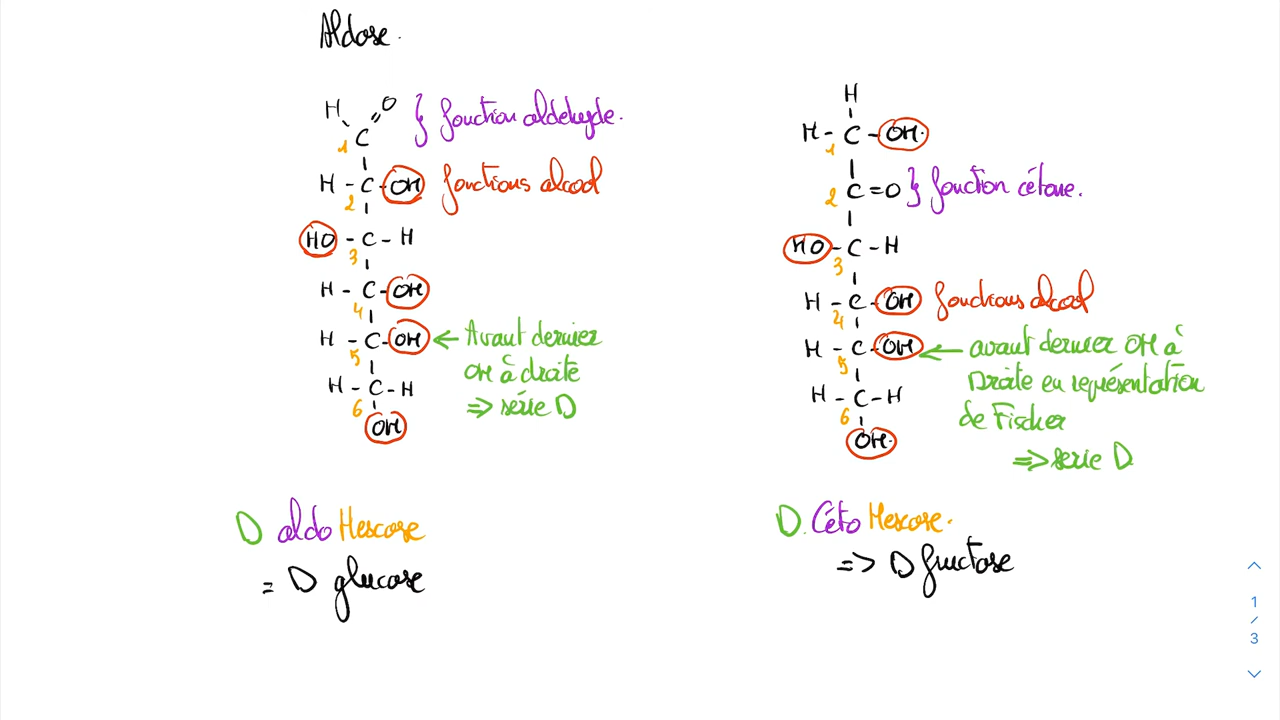 Aldose.
H O
C } fonction aldehyde.
1
H - C - OH fonctions alcool
2
HO - C - H
3
H - C - OH
4
H - C - OH ← Avant dernier
5
OH à droite
=> série D
H - C - H
6
OH
D aldo Hescose
= D glucose
H
H - C - OH.
1
C = O } fonction cétone.
2
HO - C - H
3
H - C - OH fonctions alcool
4
H - C - OH ← avant dernier OH à
5
Droite en représentation
de Fischer
=> serie D
H - C - H
6
OH.
D. Céto Hexose.
=> D fructose
1
/
3